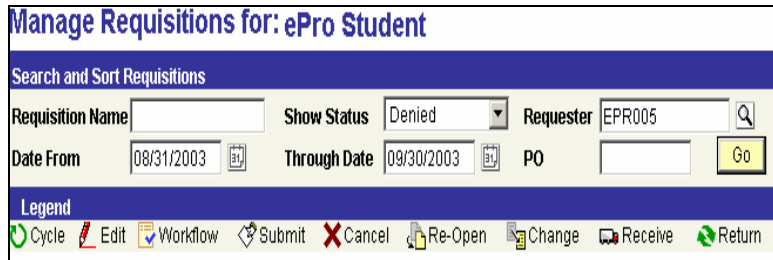 Manage Requisitions for: ePro Student
Search and Sort Requisitions
Requisition Name Show Status Denied Requester EPR005
Date From 08/31/2003 31 Through Date 09/30/2003 31 PO Go
Legend
Cycle Edit Workflow Submit Cancel Re-Open Change Receive Return